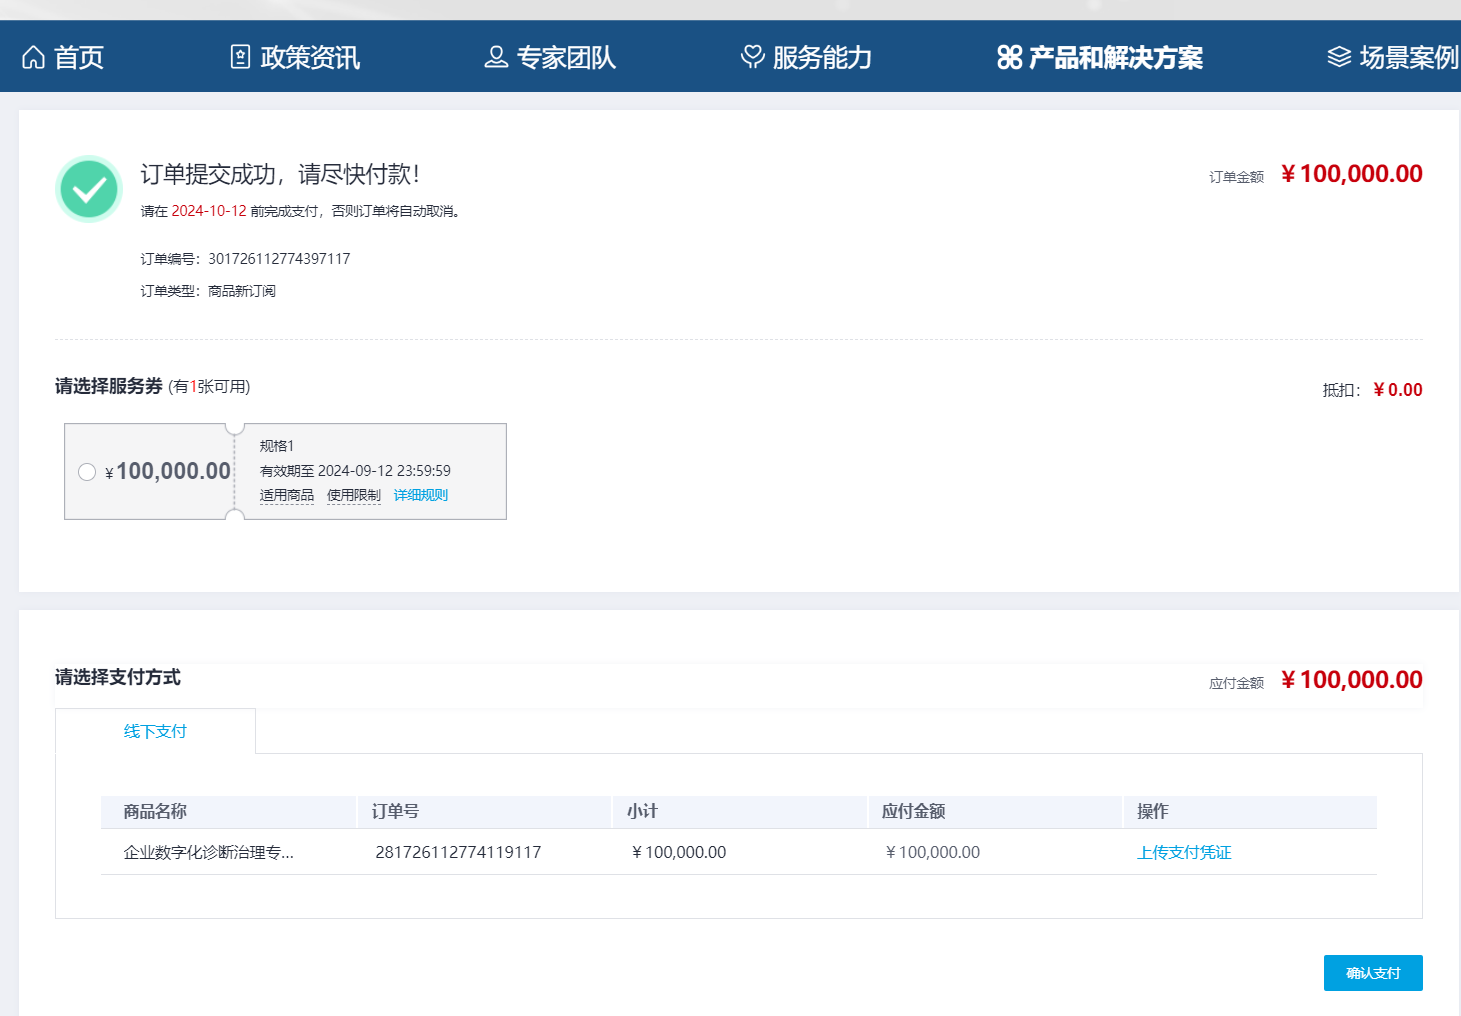 首页 政策资讯 专家团队 服务能力 产品和解决方案 场景案例
订单提交成功，请尽快付款！ 订单金额 ¥100,000.00
请在 2024-10-12 前完成支付，否则订单将自动取消。
订单编号：301726112774397117
订单类型：商品新订阅
请选择服务券 (有1张可用) 抵扣：¥0.00
规格1
¥100,000.00 有效期至 2024-09-12 23:59:59
适用商品 使用限制 详细规则
请选择支付方式 应付金额 ¥100,000.00
线下支付
商品名称 订单号 小计 应付金额 操作
企业数字化诊断治理专... 281726112774119117 ¥100,000.00 ¥100,000.00 上传支付凭证
确认支付